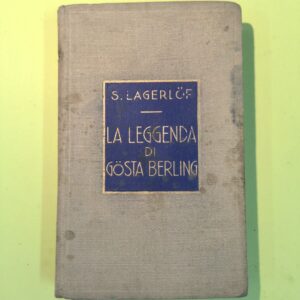 S. LAGERLÖF
LA LEGGENDA
DI
GÖSTA BERLING